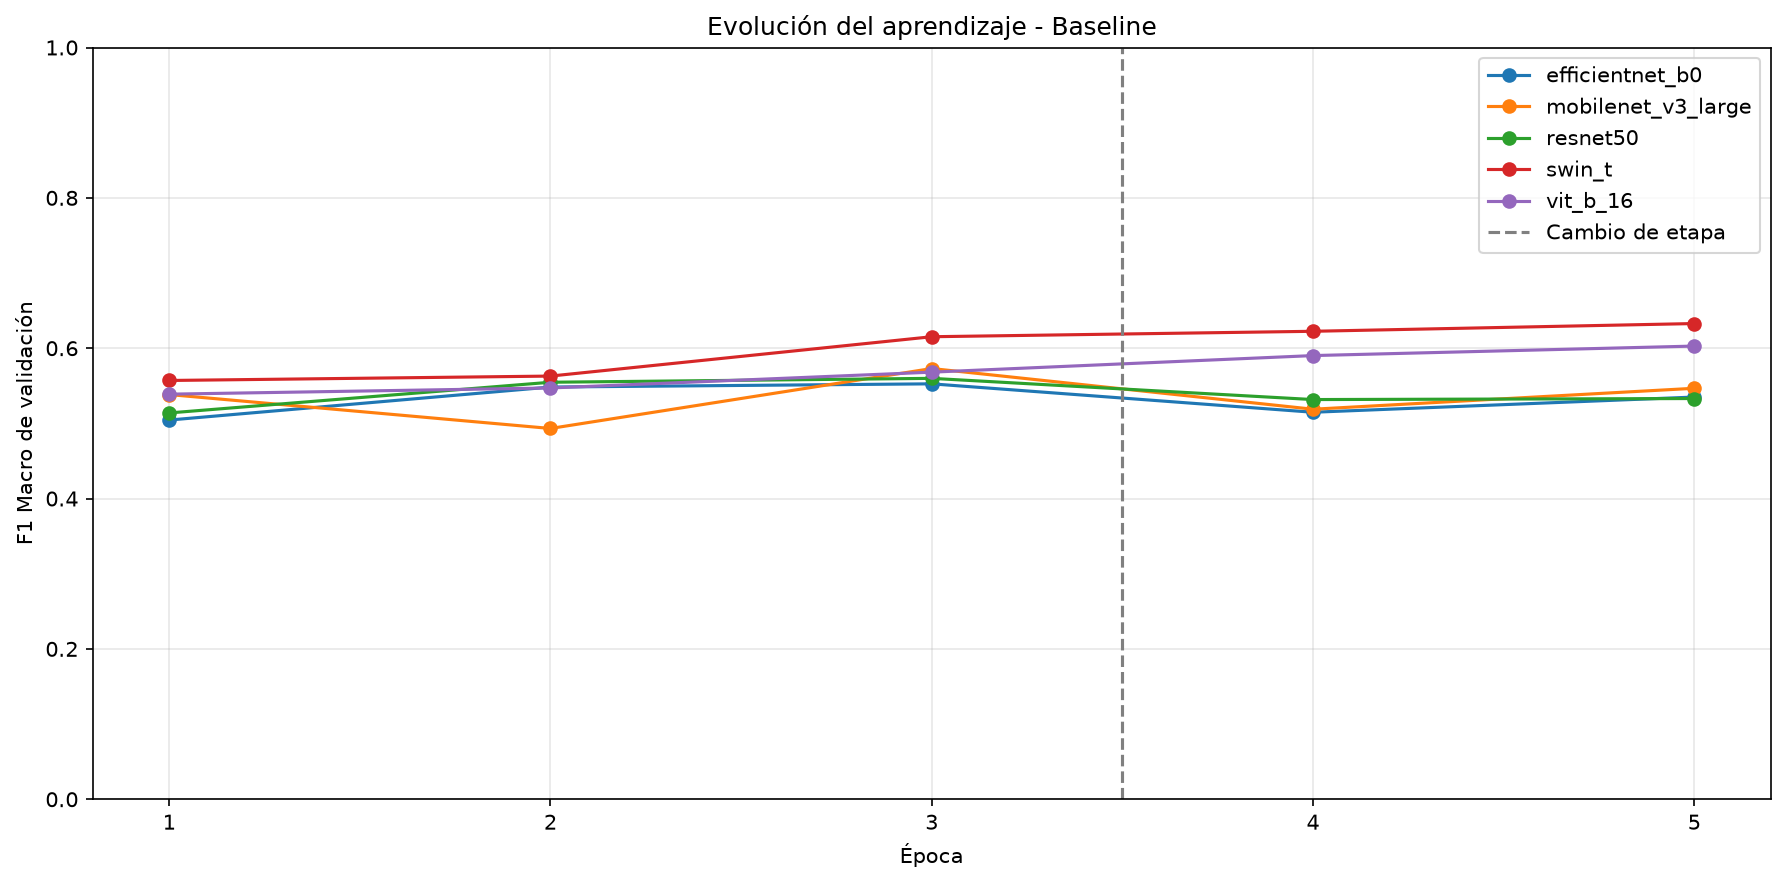 Evolución del aprendizaje - Baseline
1.0
0.8
0.6
0.4
0.2
0.0
F1 Macro de validación
efficientnet_b0
mobilenet_v3_large
resnet50
swin_t
vit_b_16
Cambio de etapa
1 2 3 4 5
Época